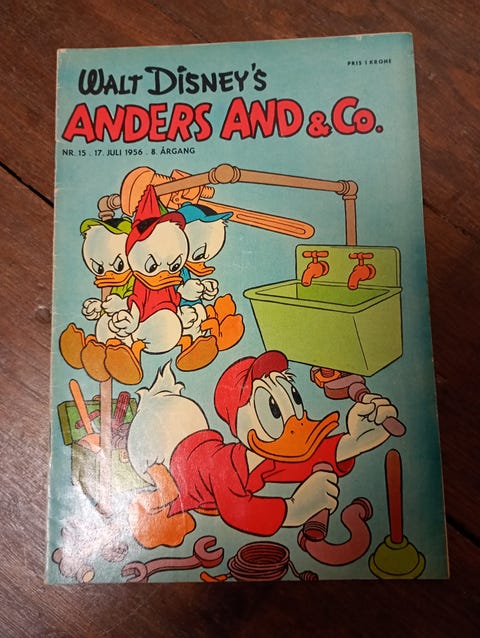 PRIS 1 KRONE
WALT DISNEY'S
ANDERS AND & CO.
NR. 15 . 17. JULI 1956 . 8. ÅRGANG